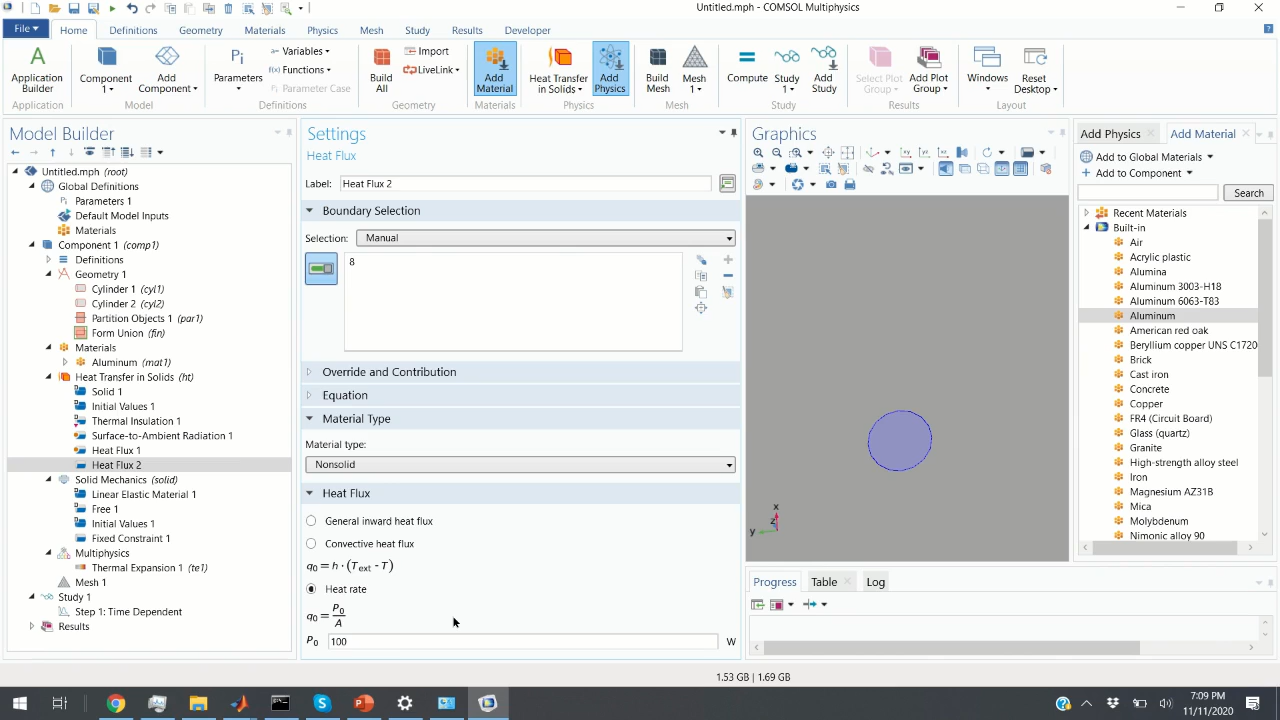 Untitled.mph - COMSOL Multiphysics
File Home Definitions Geometry Materials Physics Mesh Study Results Developer
Application Builder
Component 1
Add Component
Parameters
a= Variables
f(x) Functions
Pi Parameter Case
Build All
Import
LiveLink
Add Material
Heat Transfer in Solids
Add Physics
Build Mesh
Mesh 1
Compute
Study 1
Add Study
Select Plot Group
Add Plot Group
Windows
Reset Desktop
Application Model Definitions Geometry Materials Physics Mesh Study Results Layout
Model Builder
Untitled.mph (root)
Global Definitions
Parameters 1
Default Model Inputs
Materials
Component 1 (comp1)
Definitions
Geometry 1
Cylinder 1 (cyl1)
Cylinder 2 (cyl2)
Partition Objects 1 (par1)
Form Union (fin)
Materials
Aluminum (mat1)
Heat Transfer in Solids (ht)
Solid 1
Initial Values 1
Thermal Insulation 1
Surface-to-Ambient Radiation 1
Heat Flux 1
Heat Flux 2
Solid Mechanics (solid)
Linear Elastic Material 1
Free 1
Initial Values 1
Fixed Constraint 1
Multiphysics
Thermal Expansion 1 (te1)
Mesh 1
Study 1
Step 1: Time Dependent
Results
Settings
Heat Flux
Label: Heat Flux 2
Boundary Selection
Selection: Manual
8
Override and Contribution
Equation
Material Type
Material type:
Nonsolid
Heat Flux
General inward heat flux
Convective heat flux
q0 = h · (Text - T)
Heat rate
q0 = P0/A
P0 100 W
Graphics
x
y z
Progress Table Log
Add Physics Add Material
Add to Global Materials
Add to Component
Search
Recent Materials
Built-in
Air
Acrylic plastic
Alumina
Aluminum 3003-H18
Aluminum 6063-T83
Aluminum
American red oak
Beryllium copper UNS C1720
Brick
Cast iron
Concrete
Copper
FR4 (Circuit Board)
Glass (quartz)
Granite
High-strength alloy steel
Iron
Magnesium AZ31B
Mica
Molybdenum
Nimonic alloy 90
1.53 GB | 1.69 GB
7:09 PM
11/11/2020